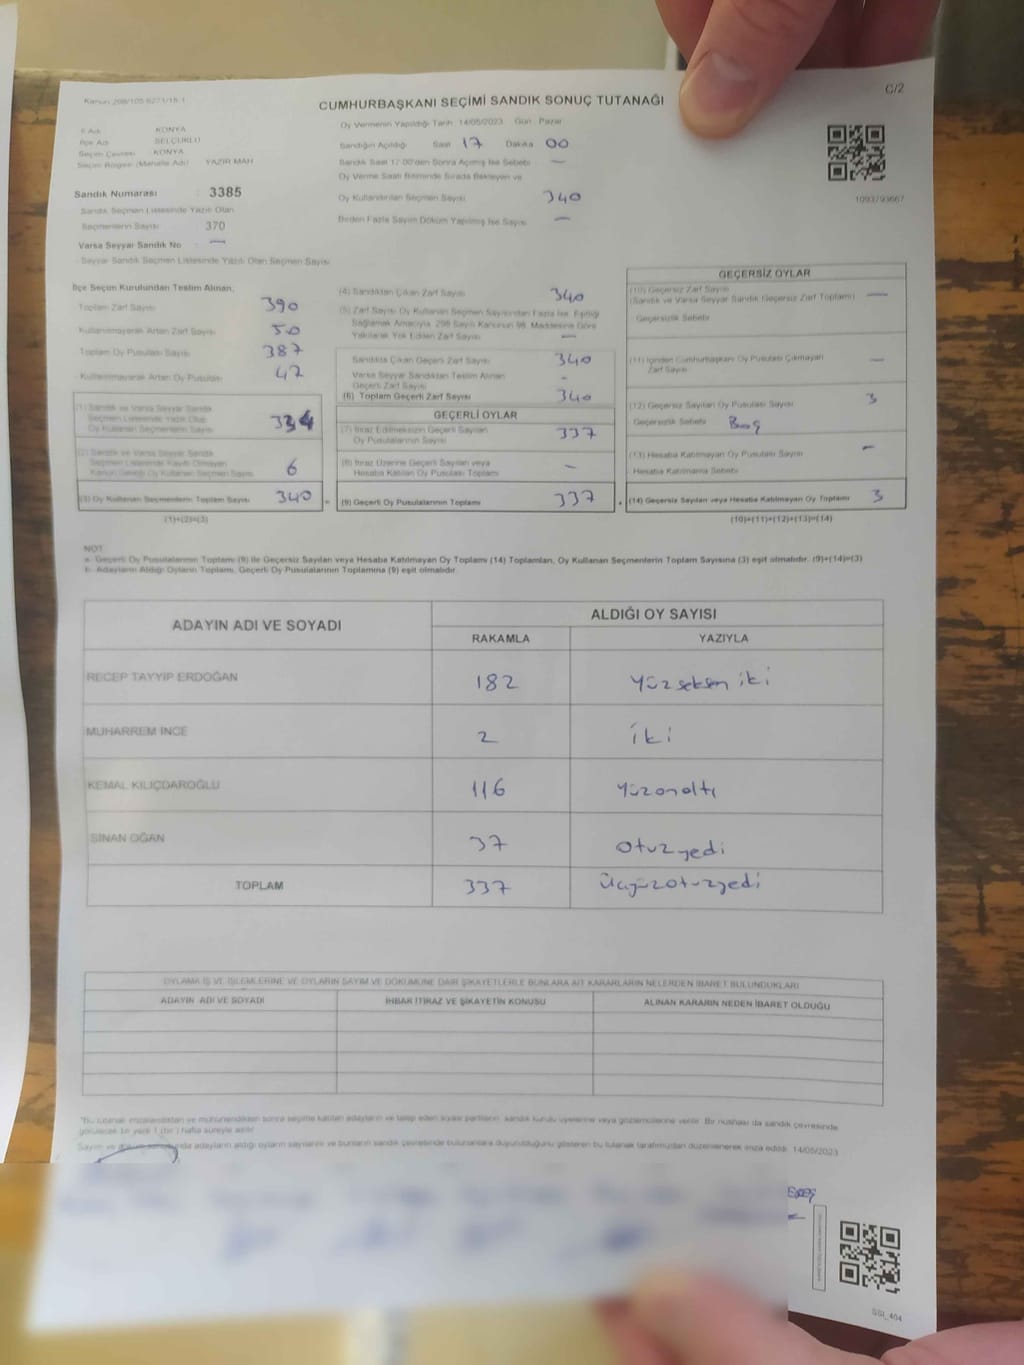 C/2
Kanun 298/105-6271/18-1
CUMHURBAŞKANI SEÇİMİ SANDIK SONUÇ TUTANAĞI
Oy Vermenin Yapıldığı Tarih 14/05/2023 Gün Pazar
İl Adı KONYA
İlçe Adı SELÇUKLU
Seçim Çevresi KONYA
Seçim Bölgesi (Mahalle Adı) YAZIR MAH
Sandığın Açıldığı Saat 17 Dakika 00
Sandık Saat 17:00'den Sonra Açılmış İse Sebebi —
Oy Verme Saati Bitiminde Sırada Bekleyen ve
Oy Kullandırılan Seçmen Sayısı 340
Birden Fazla Sayım Döküm Yapılmış İse Sayısı —
1093793667
Sandık Numarası : 3385
Sandık Seçmen Listesinde Yazılı Olan
Seçmenlerin Sayısı 370
Varsa Seyyar Sandık No : —
Seyyar Sandık Seçmen Listesinde Yazılı Olan Seçmen Sayısı
İlçe Seçim Kurulundan Teslim Alınan;
Toplam Zarf Sayısı 390
Kullanılmayarak Artan Zarf Sayısı 50
Toplam Oy Pusulası Sayısı 387
Kullanılmayarak Artan Oy Pusulası 47
(1) Sandık ve Varsa Seyyar Sandık
Seçmen Listesinde Yazılı Olup
Oy Kullanan Seçmenlerin Sayısı 334
(2) Sandık ve Varsa Seyyar Sandık
Seçmen Listesinde Kayıtlı Olmayan
Kanun Gereği Oy Kullanan Seçmen Sayısı 6
(3) Oy Kullanan Seçmenlerin Toplam Sayısı 340
(1)+(2)=(3)
(4) Sandıktan Çıkan Zarf Sayısı 340
(5) Zarf Sayısı Oy Kullanan Seçmen Sayısından Fazla İse, Eşitliği
Sağlamak Amacıyla, 298 Sayılı Kanunun 98. Maddesine Göre
Yakılarak Yok Edilen Zarf Sayısı —
Sandıkta Çıkan Geçerli Zarf Sayısı 340
Varsa Seyyar Sandıktan Teslim Alınan
Geçerli Zarf Sayısı -
(6) Toplam Geçerli Zarf Sayısı 340
GEÇERLİ OYLAR
(7) İtiraz Edilmeksizin Geçerli Sayılan
Oy Pusulalarının Sayısı 337
(8) İtiraz Üzerine Geçerli Sayılan veya
Hesaba Katılan Oy Pusulası Toplamı —
(9) Geçerli Oy Pusulalarının Toplamı 337
GEÇERSİZ OYLAR
(10) Geçersiz Zarf Sayısı
(Sandık ve Varsa Seyyar Sandık Geçersiz Zarf Toplamı) —
Geçersizlik Sebebi
(11) İçinden Cumhurbaşkanı Oy Pusulası Çıkmayan
Zarf Sayısı —
(12) Geçersiz Sayılan Oy Pusulası Sayısı 3
Geçersizlik Sebebi Boş
(13) Hesaba Katılmayan Oy Pusulası Sayısı —
Hesaba Katılmama Sebebi
(14) Geçersiz Sayılan veya Hesaba Katılmayan Oy Toplamı 3
(10)+(11)+(12)+(13)=(14)
NOT:
a- Geçerli Oy Pusulalarının Toplamı (9) ile Geçersiz Sayılan veya Hesaba Katılmayan Oy Toplamı (14) Toplamları, Oy Kullanan Seçmenlerin Toplam Sayısına (3) eşit olmalıdır. (9)+(14)=(3)
b- Adayların Aldığı Oyların Toplamı, Geçerli Oy Pusulalarının Toplamına (9) eşit olmalıdır.
ADAYIN ADI VE SOYADI
ALDIĞI OY SAYISI
RAKAMLA YAZIYLA
RECEP TAYYİP ERDOĞAN 182 Yüzseksen iki
MUHARREM İNCE 2 iki
KEMAL KILIÇDAROĞLU 116 Yüzonaltı
SİNAN OĞAN 37 otuzyedi
TOPLAM 337 Üçyüzotuzyedi
OYLAMA İŞ VE İŞLEMLERİNE VE OYLARIN SAYIM VE DÖKÜMÜNE DAİR ŞİKAYETLERLE BUNLARA AİT KARARLARIN NELERDEN İBARET BULUNDUKLARI
ADAYIN ADI VE SOYADI İHBAR İTİRAZ VE ŞİKAYETİN KONUSU ALINAN KARARIN NEDEN İBARET OLDUĞU
*Bu tutanak imzalandıktan ve mühürlendikten sonra seçime katılan adayların ve talep eden siyasi partilerin sandık kurulu üyelerine veya gözlemcilerine verilir. Bir nüshası da sandık çevresinde
görülecek bir yerde 1 (bir) hafta süreyle asılır
Sayım ve döküm sonucunda adayların aldığı oyların sayılarını ve bunların sandık çevresinde bulunanlara duyurulduğunu gösteren bu tutanak tarafımızdan düzenlenerek imza edildi. 14/05/2023
SGİ_404